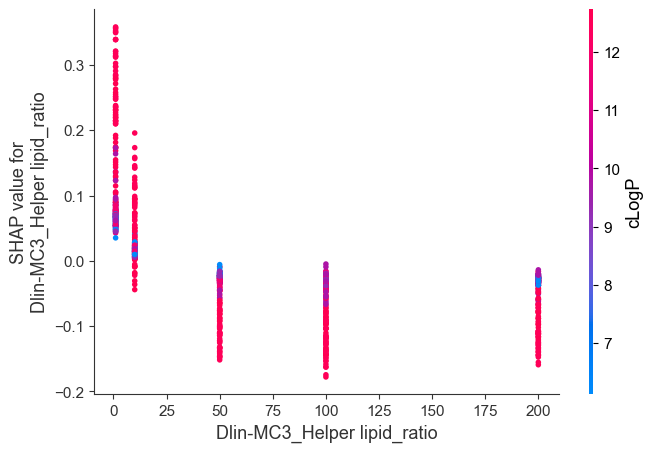 SHAP value for
Dlin-MC3_Helper lipid_ratio
0.3
0.2
0.1
0.0
−0.1
−0.2
0 25 50 75 100 125 150 175 200
Dlin-MC3_Helper lipid_ratio
12
11
10
9
8
7
cLogP